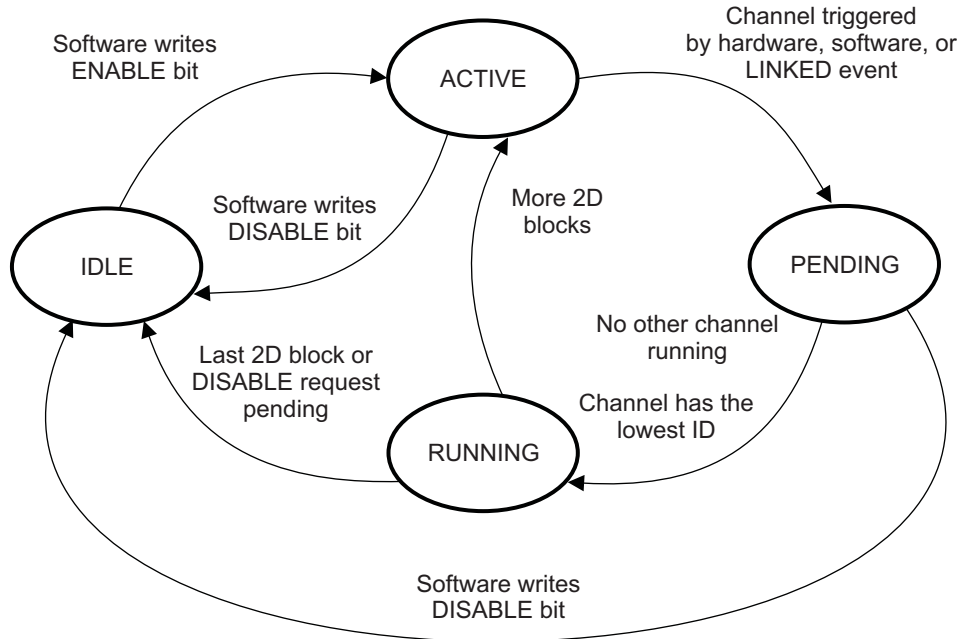 Channel triggered
by hardware, software, or
LINKED event
Software writes
ENABLE bit
ACTIVE
More 2D
blocks
Software writes
DISABLE bit
IDLE
PENDING
No other channel
running
Last 2D block or
DISABLE request
pending
Channel has the
lowest ID
RUNNING
Software writes
DISABLE bit